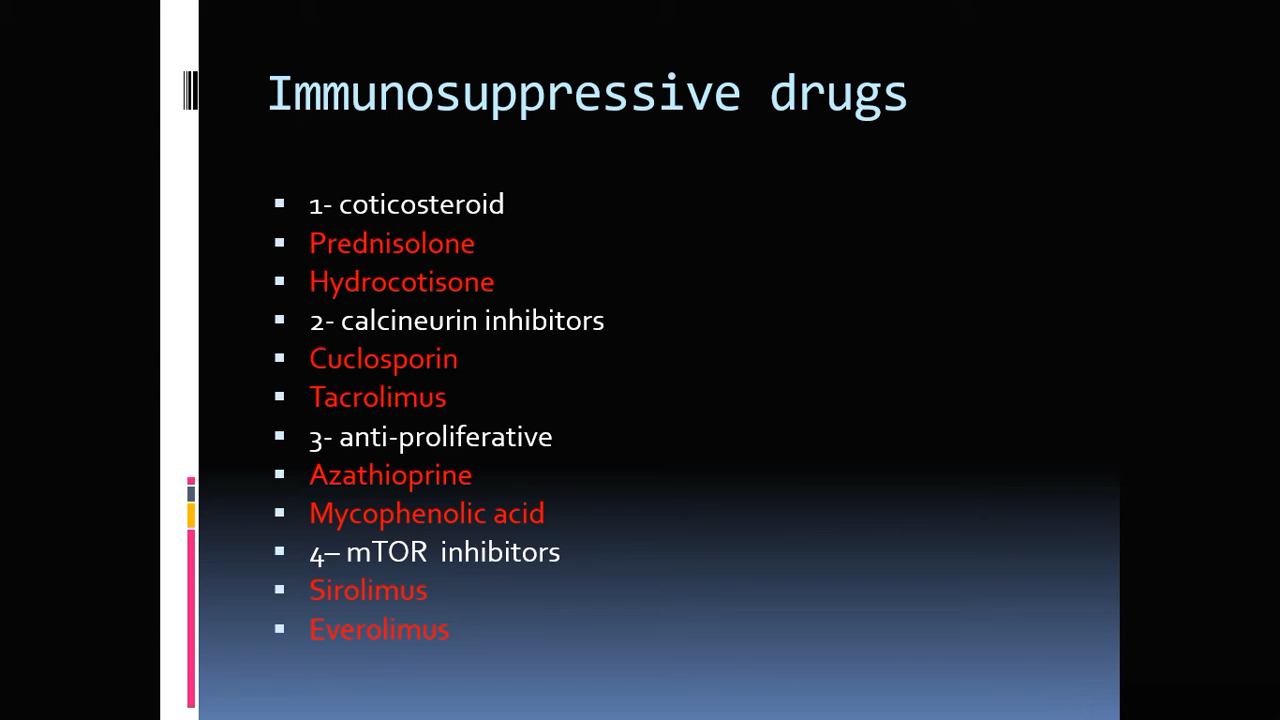 Immunosuppressive drugs
1- coticosteroid
Prednisolone
Hydrocotisone
2- calcineurin inhibitors
Cuclosporin
Tacrolimus
3- anti-proliferative
Azathioprine
Mycophenolic acid
4– mTOR  inhibitors
Sirolimus
Everolimus